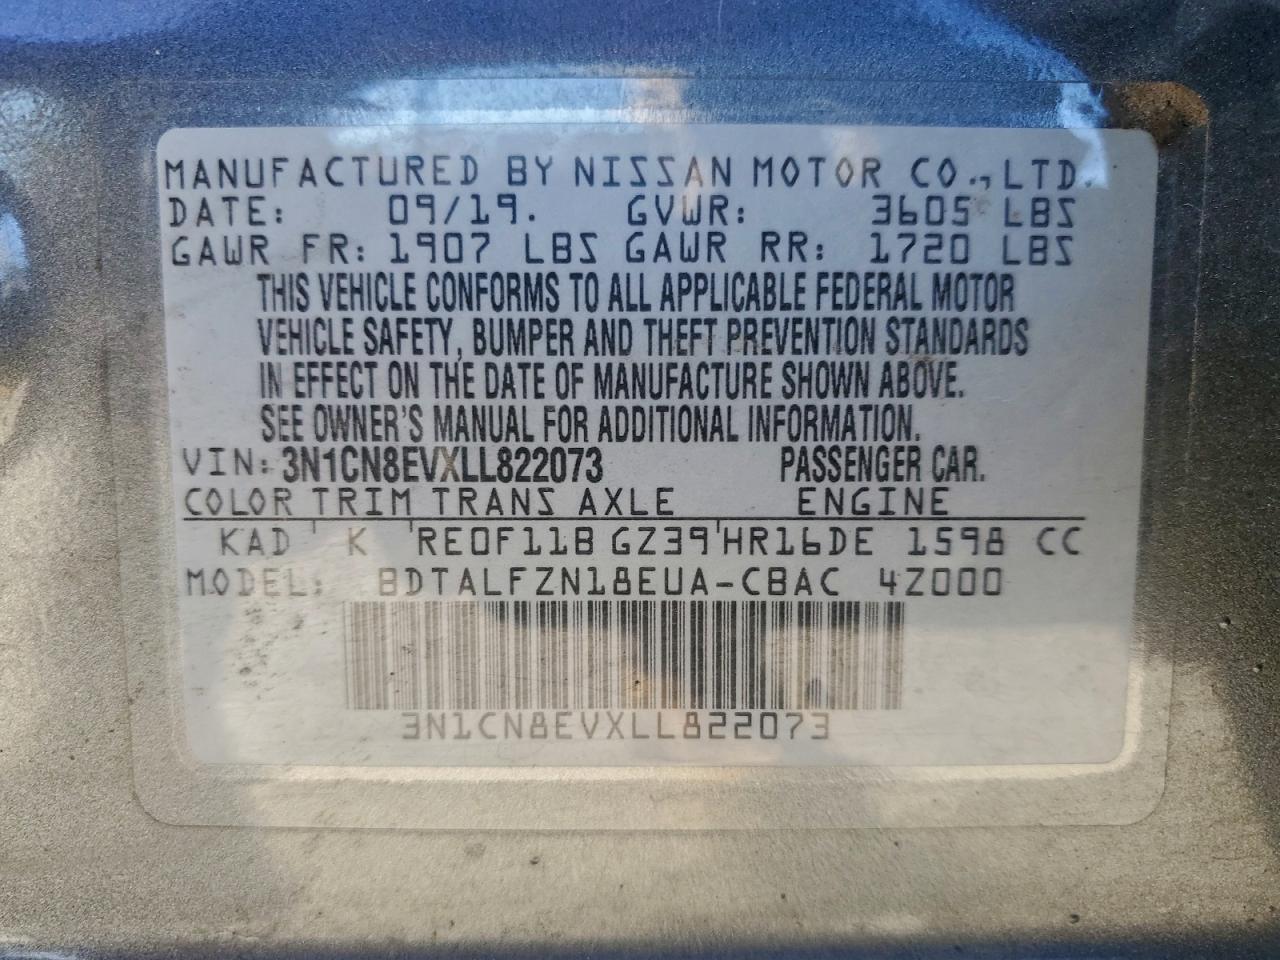 MANUFACTURED BY NISSAN MOTOR CO., LTD.
DATE: 09/19. GVWR: 3605 LBS
GAWR FR: 1907 LBS GAWR RR: 1720 LBS
THIS VEHICLE CONFORMS TO ALL APPLICABLE FEDERAL MOTOR
VEHICLE SAFETY, BUMPER AND THEFT PREVENTION STANDARDS
IN EFFECT ON THE DATE OF MANUFACTURE SHOWN ABOVE.
SEE OWNER'S MANUAL FOR ADDITIONAL INFORMATION.
VIN: 3N1CN8EVXLL822073 PASSENGER CAR.
COLOR TRIM TRANS AXLE ENGINE
KAD K RE0F11B GZ39 HR16DE 1598 CC
MODEL: BDTALFZN18EUA-CBAC 4Z000
3N1CN8EVXLL822073